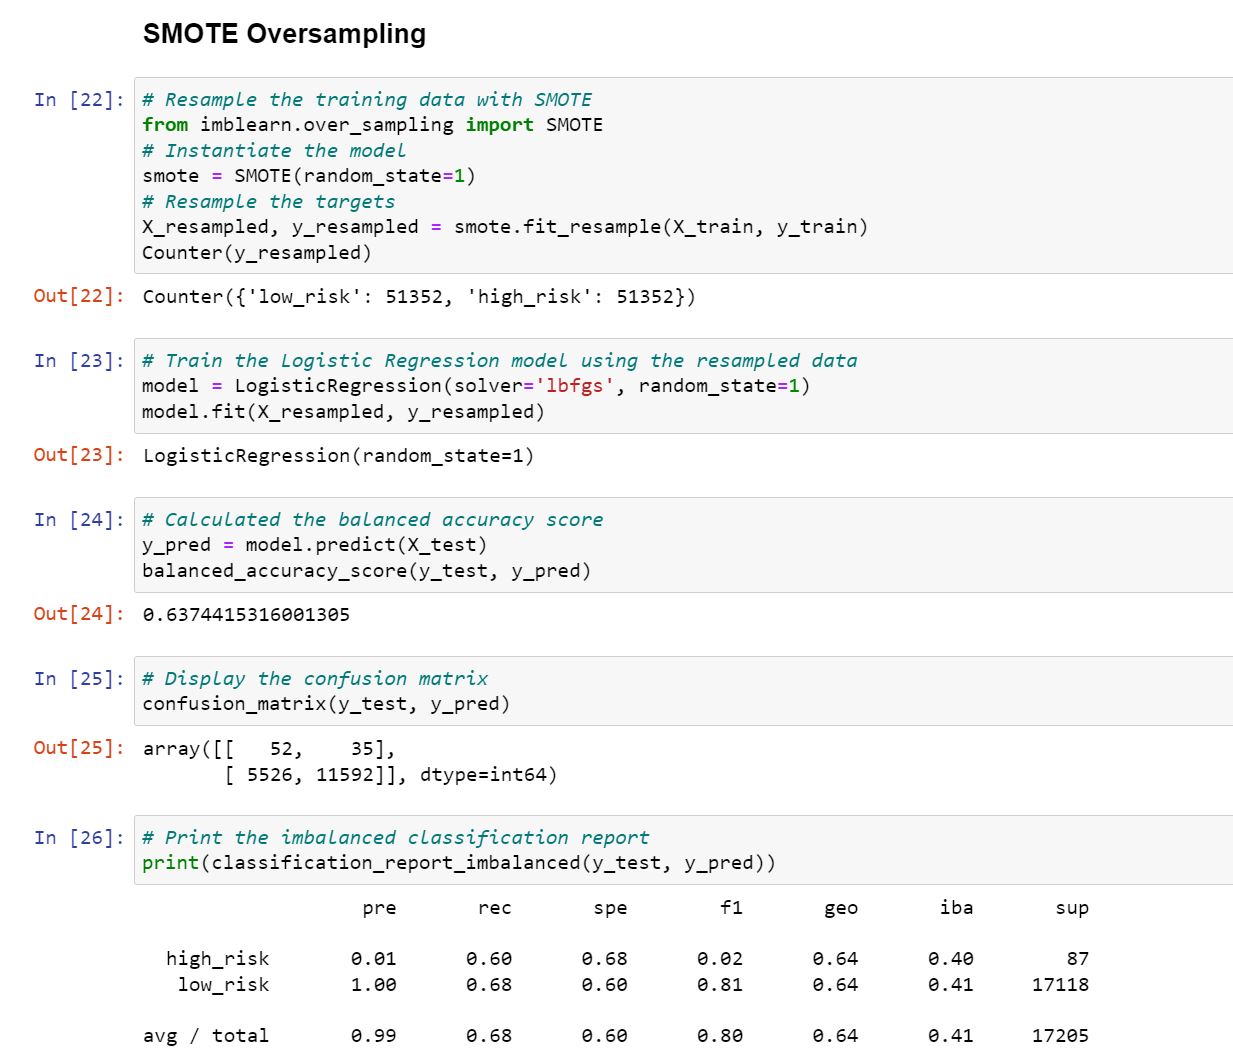 SMOTE Oversampling
In [22]: # Resample the training data with SMOTE
from imblearn.over_sampling import SMOTE
# Instantiate the model
smote = SMOTE(random_state=1)
# Resample the targets
X_resampled, y_resampled = smote.fit_resample(X_train, y_train)
Counter(y_resampled)
Out[22]: Counter({'low_risk': 51352, 'high_risk': 51352})
In [23]: # Train the Logistic Regression model using the resampled data
model = LogisticRegression(solver='lbfgs', random_state=1)
model.fit(X_resampled, y_resampled)
Out[23]: LogisticRegression(random_state=1)
In [24]: # Calculated the balanced accuracy score
y_pred = model.predict(X_test)
balanced_accuracy_score(y_test, y_pred)
Out[24]: 0.6374415316001305
In [25]: # Display the confusion matrix
confusion_matrix(y_test, y_pred)
Out[25]: array([[   52,    35],
[ 5526, 11592]], dtype=int64)
In [26]: # Print the imbalanced classification report
print(classification_report_imbalanced(y_test, y_pred))
pre rec spe f1 geo iba sup
high_risk 0.01 0.60 0.68 0.02 0.64 0.40 87
low_risk 1.00 0.68 0.60 0.81 0.64 0.41 17118
avg / total 0.99 0.68 0.60 0.80 0.64 0.41 17205